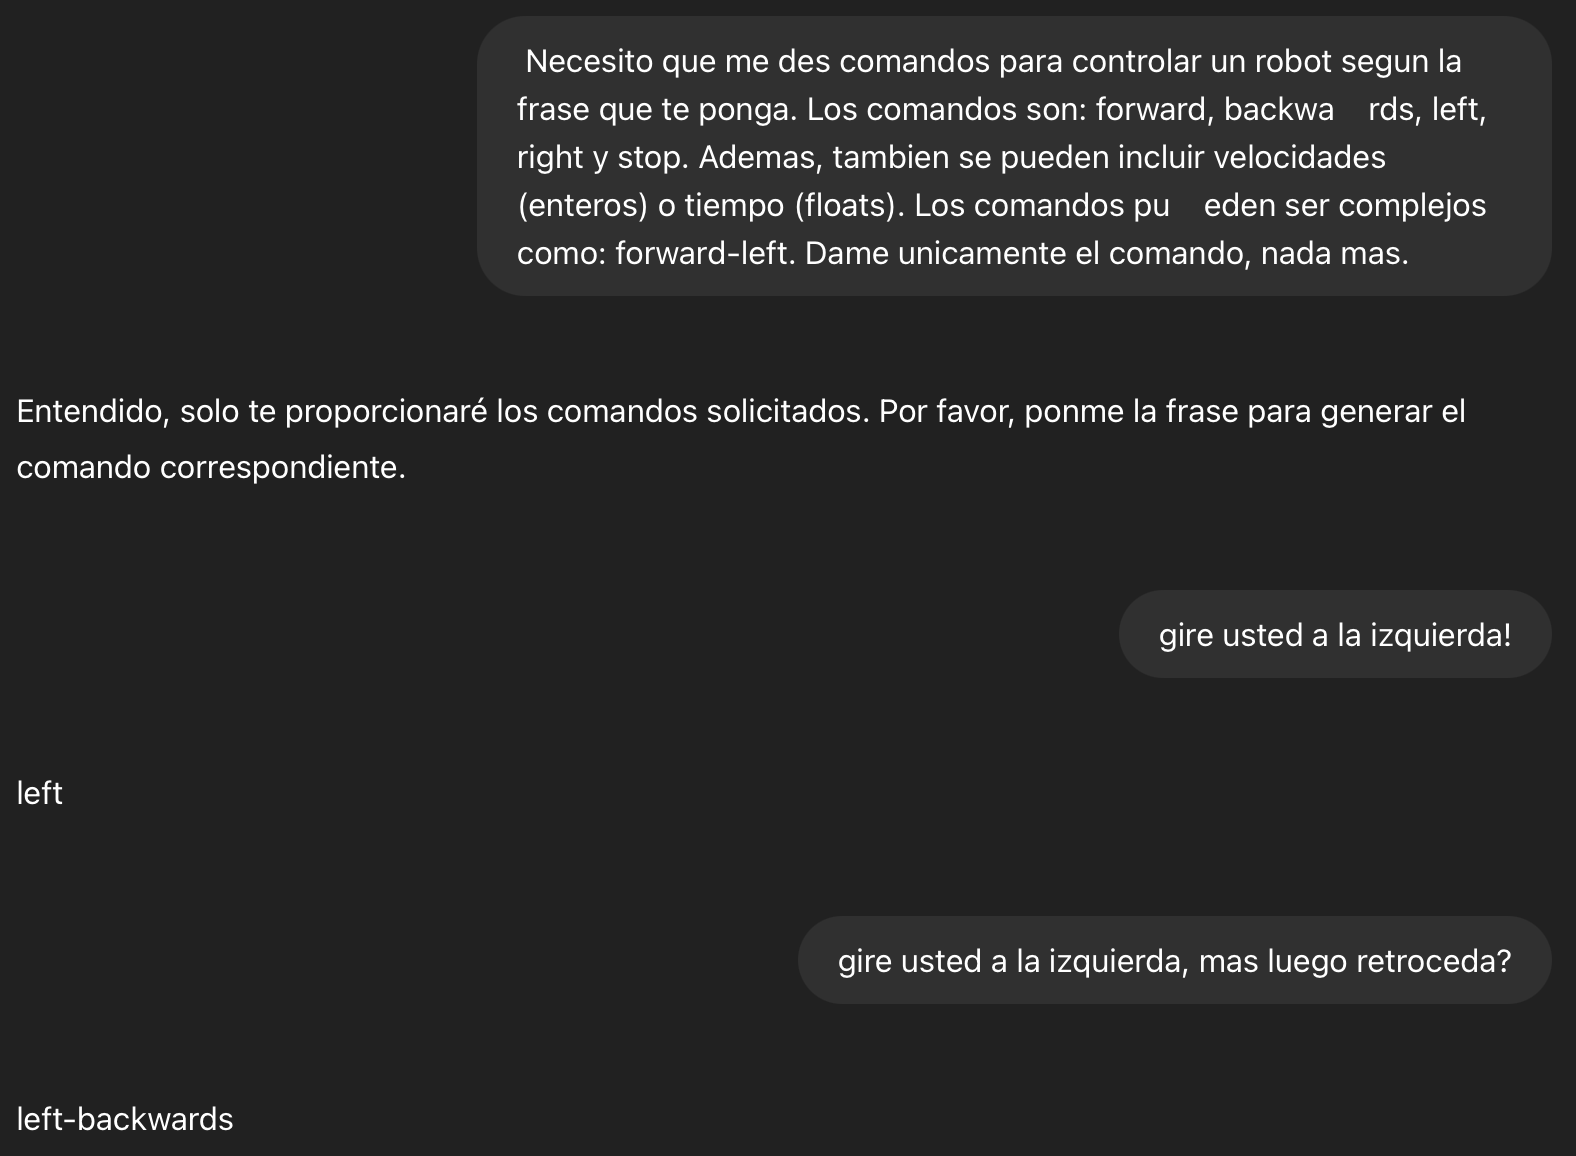 Necesito que me des comandos para controlar un robot segun la
frase que te ponga. Los comandos son: forward, backwa    rds, left,
right y stop. Ademas, tambien se pueden incluir velocidades
(enteros) o tiempo (floats). Los comandos pu    eden ser complejos
como: forward-left. Dame unicamente el comando, nada mas.
Entendido, solo te proporcionaré los comandos solicitados. Por favor, ponme la frase para generar el
comando correspondiente.
gire usted a la izquierda!
left
gire usted a la izquierda, mas luego retroceda?
left-backwards